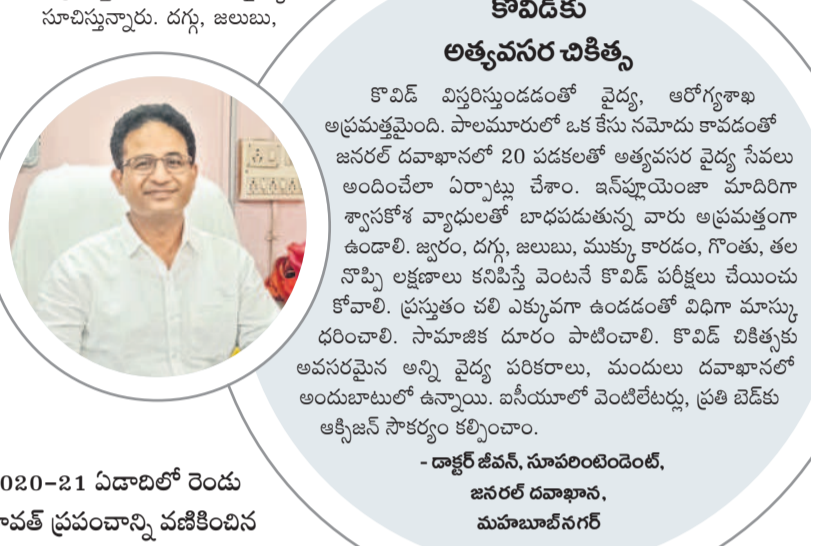 సూచిస్తున్నారు. దగ్గు, జలుబు,
కొవిడ్‌కు
అత్యవసర చికిత్స
కొవిడ్ విస్తరిస్తుండడంతో వైద్య, ఆరోగ్యశాఖ
అప్రమత్తమైంది. పాలమూరులో ఒక కేసు నమోదు కావడంతో
జనరల్ దవాఖానలో 20 పడకలతో అత్యవసర వైద్య సేవలు
అందించేలా ఏర్పాట్లు చేశాం. ఇన్‌ఫ్లూయెంజా మాదిరిగా
శ్వాసకోశ వ్యాధులతో బాధపడుతున్న వారు అప్రమత్తంగా
ఉండాలి. జ్వరం, దగ్గు, జలుబు, ముక్కు కారడం, గొంతు, తల
నొప్పి లక్షణాలు కనిపిస్తే వెంటనే కొవిడ్ పరీక్షలు చేయించు
కోవాలి. ప్రస్తుతం చలి ఎక్కువగా ఉండడంతో విధిగా మాస్కు
ధరించాలి. సామాజిక దూరం పాటించాలి. కొవిడ్ చికిత్సకు
అవసరమైన అన్ని వైద్య పరికరాలు, మందులు దవాఖానలో
అందుబాటులో ఉన్నాయి. ఐసీయూలో వెంటిలేటర్లు, ప్రతి బెడ్‌కు
ఆక్సిజన్ సౌకర్యం కల్పించాం.
- డాక్టర్ జీవన్, సూపరింటెండెంట్,
జనరల్ దవాఖాన,
మహబూబ్‌నగర్
020-21 ఏడాదిలో రెండు
ావత్ ప్రపంచాన్ని వణికించిన